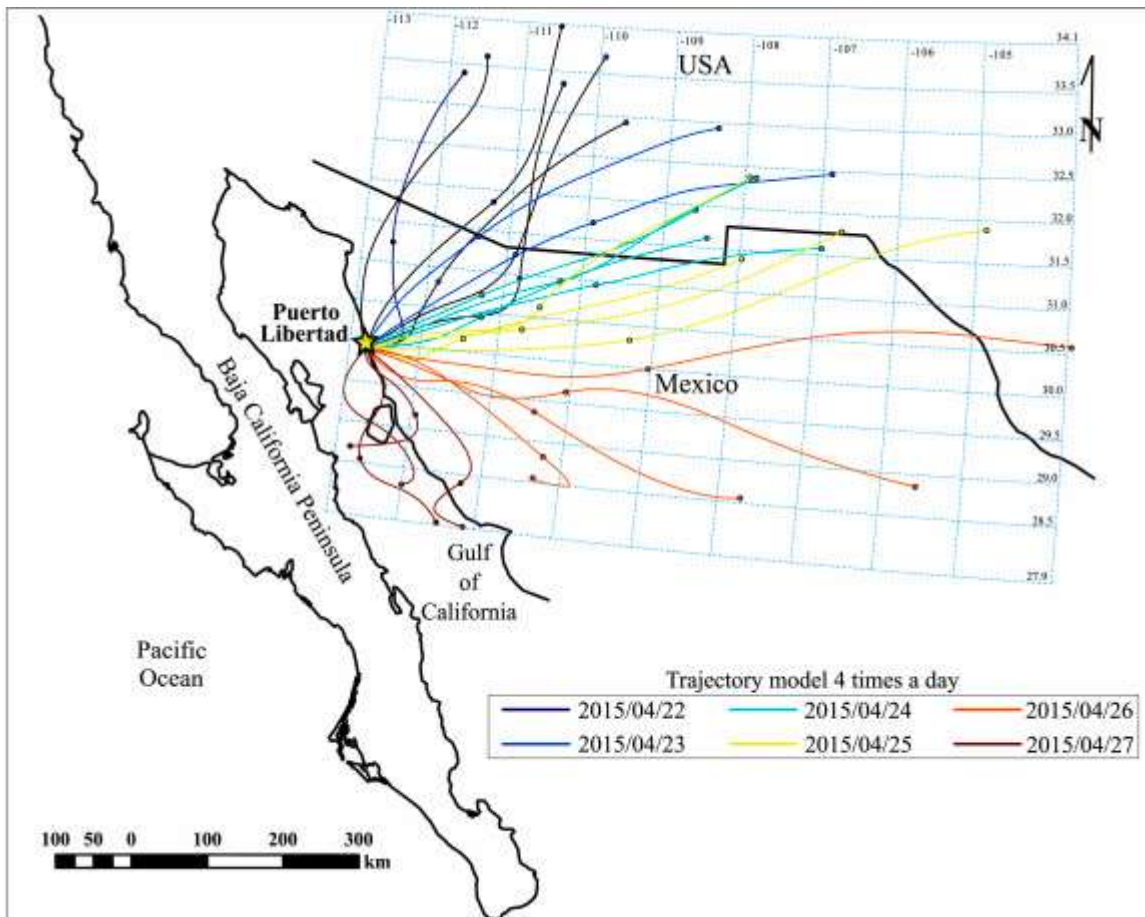 -113
-112
-111
-110
-109
-108
-107
-106
-105
34.1
USA
33.5
N
33.0
32.5
32.0
31.5
31.0
Puerto
Libertad
30.5
Mexico
30.0
29.5
29.0
28.5
27.9
Baja California Peninsula
Gulf
of
California
Pacific
Ocean
Trajectory model 4 times a day
2015/04/22
2015/04/24
2015/04/26
2015/04/23
2015/04/25
2015/04/27
100 50 0 100 200 300
km